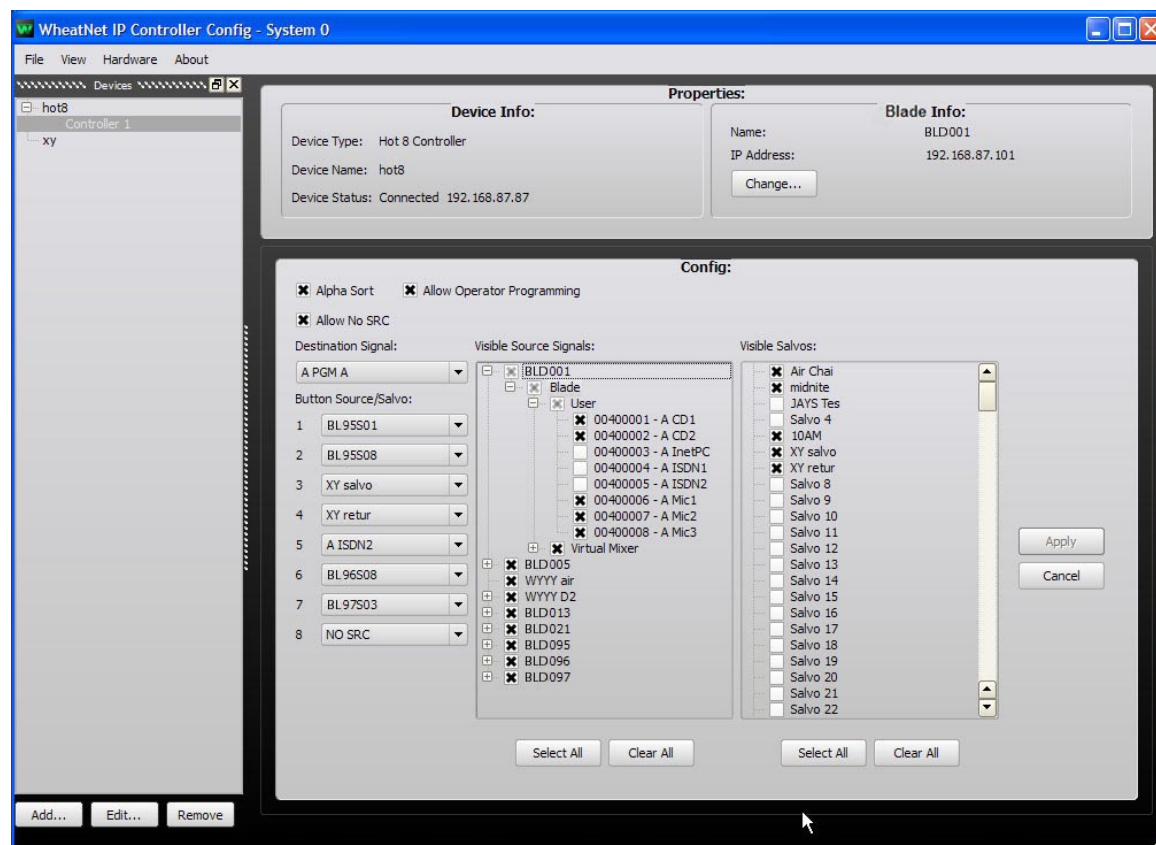 WheatNet IP Controller Config - System 0
File View Hardware About
Devices
hot8
Controller 1
xy
Properties:
Device Info:
Device Type: Hot 8 Controller
Device Name: hot8
Device Status: Connected 192.168.87.87
Blade Info:
Name: BLD001
IP Address: 192.168.87.101
Change...
Config:
Alpha Sort Allow Operator Programming
Allow No SRC
Destination Signal:
A PGM A
Button Source/Salvo:
1 BL95S01
2 BL95S08
3 XY salvo
4 XY retur
5 A ISDN2
6 BL96S08
7 BL97S03
8 NO SRC
Visible Source Signals:
BLD001
Blade
User
00400001 - A CD1
00400002 - A CD2
00400003 - A InetPC
00400004 - A ISDN1
00400005 - A ISDN2
00400006 - A Mic1
00400007 - A Mic2
00400008 - A Mic3
Virtual Mixer
BLD005
WYYY air
WYYY D2
BLD013
BLD021
BLD095
BLD096
BLD097
Select All Clear All
Visible Salvos:
Air Chai
midnite
JAYS Tes
Salvo 4
10AM
XY salvo
XY retur
Salvo 8
Salvo 9
Salvo 10
Salvo 11
Salvo 12
Salvo 13
Salvo 14
Salvo 15
Salvo 16
Salvo 17
Salvo 18
Salvo 19
Salvo 20
Salvo 21
Salvo 22
Select All Clear All
Apply
Cancel
Add... Edit... Remove